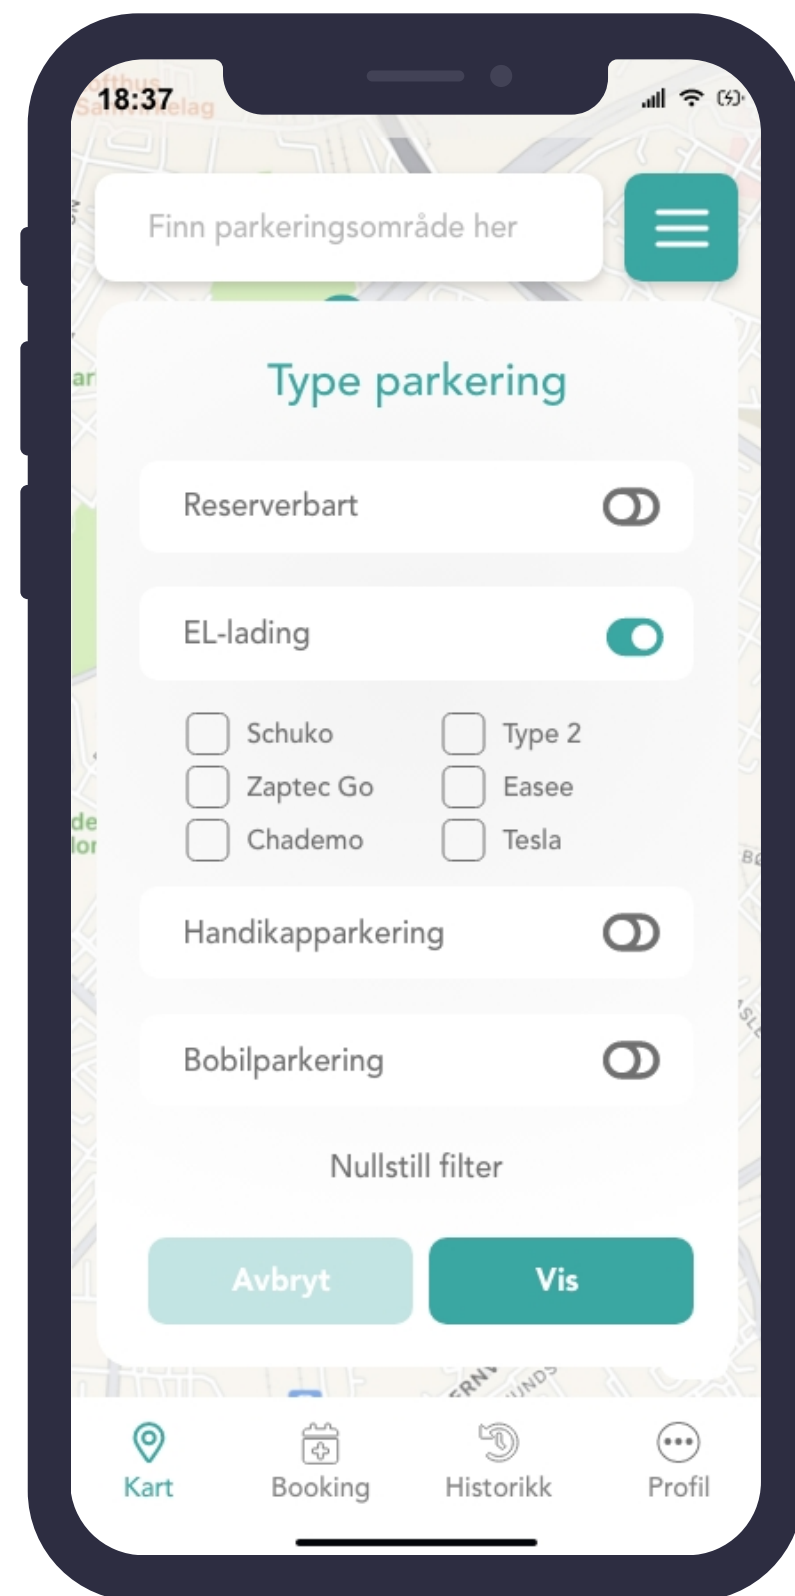 18:37
Samvirkelag
Finn parkeringsområde her
Type parkering
Reserverbart
EL-lading
Schuko
Type 2
Zaptec Go
Easee
Chademo
Tesla
Handikapparkering
Bobilparkering
Nullstill filter
Avbryt
Vis
Kart
Booking
Historikk
Profil